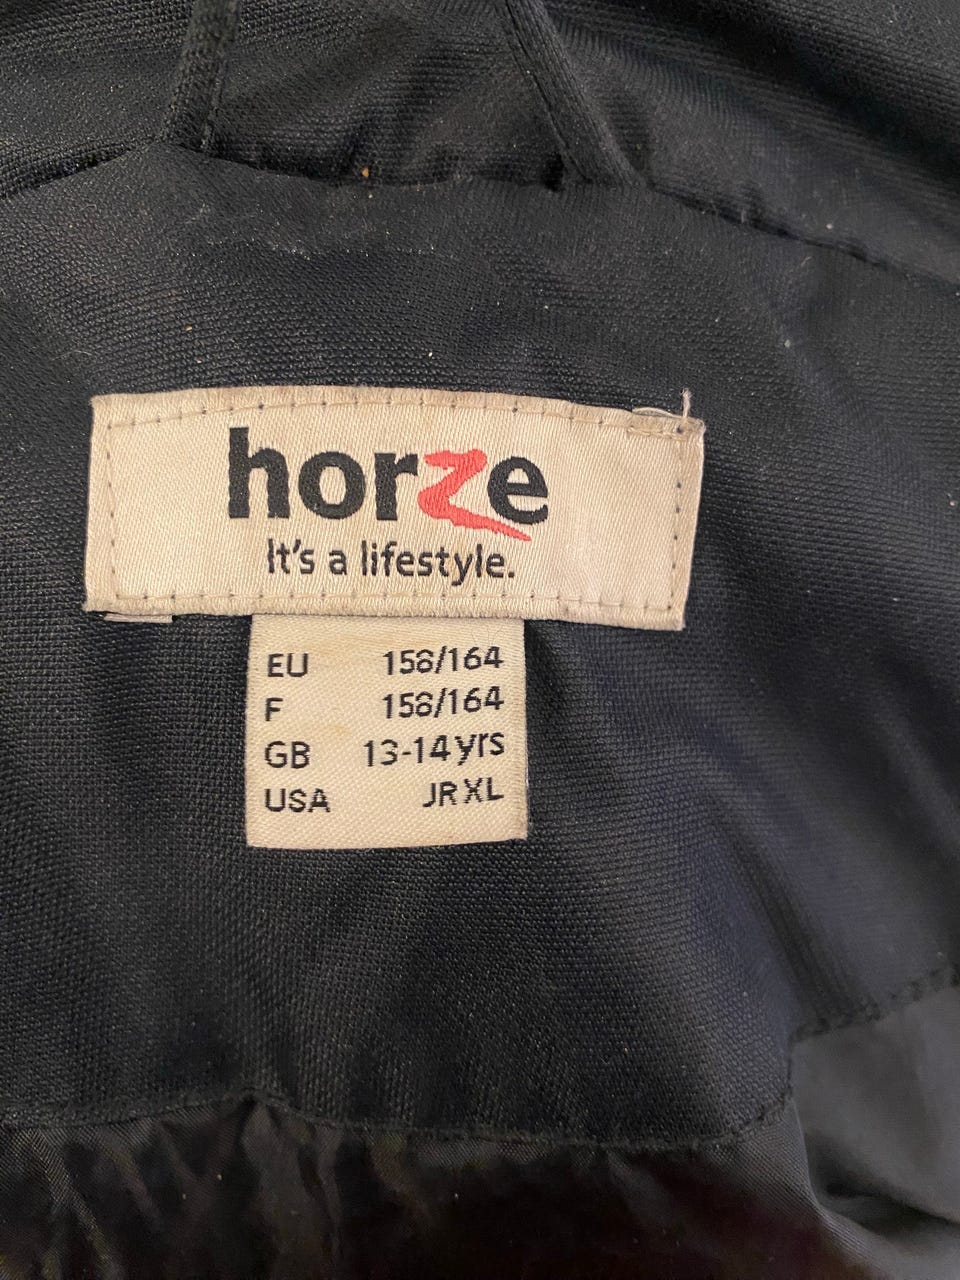 horze
It's a lifestyle.
EU 158/164
F 158/164
GB 13-14yrs
USA JR XL